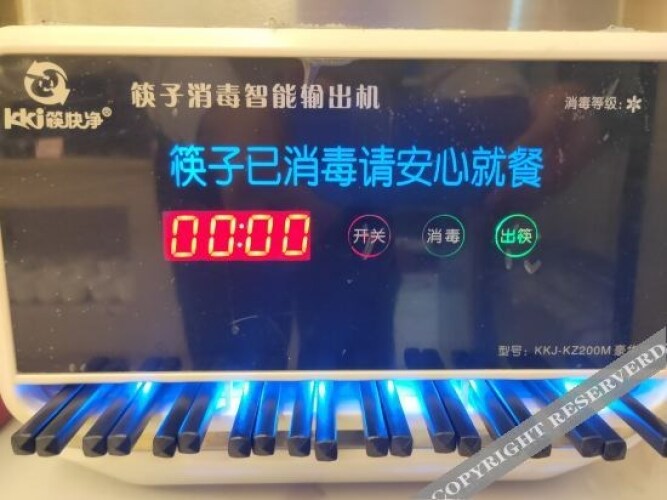 筷子消毒智能输出机
消毒等级:*
kkj筷快净®
筷子已消毒请安心就餐
00:00 开关 消毒 出筷
型号: KKJ-KZ200M
COPYRIGHT RESERVERD